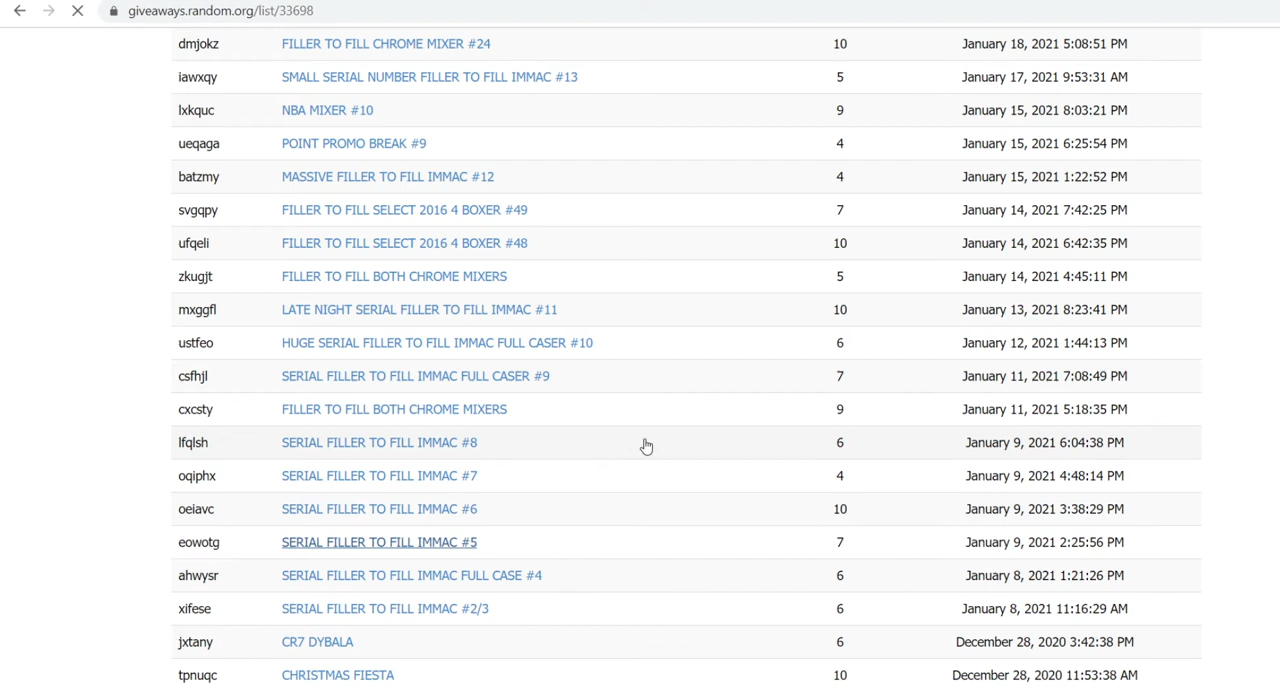 giveaways.random.org/list/33698
dmjokz FILLER TO FILL CHROME MIXER #24 10 January 18, 2021 5:08:51 PM
iawxqy SMALL SERIAL NUMBER FILLER TO FILL IMMAC #13 5 January 17, 2021 9:53:31 AM
lxkquc NBA MIXER #10 9 January 15, 2021 8:03:21 PM
ueqaga POINT PROMO BREAK #9 4 January 15, 2021 6:25:54 PM
batzmy MASSIVE FILLER TO FILL IMMAC #12 4 January 15, 2021 1:22:52 PM
svgqpy FILLER TO FILL SELECT 2016 4 BOXER #49 7 January 14, 2021 7:42:25 PM
ufqeli FILLER TO FILL SELECT 2016 4 BOXER #48 10 January 14, 2021 6:42:35 PM
zkugjt FILLER TO FILL BOTH CHROME MIXERS 5 January 14, 2021 4:45:11 PM
mxggfl LATE NIGHT SERIAL FILLER TO FILL IMMAC #11 10 January 13, 2021 8:23:41 PM
ustfeo HUGE SERIAL FILLER TO FILL IMMAC FULL CASER #10 6 January 12, 2021 1:44:13 PM
csfhjl SERIAL FILLER TO FILL IMMAC FULL CASER #9 7 January 11, 2021 7:08:49 PM
cxcsty FILLER TO FILL BOTH CHROME MIXERS 9 January 11, 2021 5:18:35 PM
lfqlsh SERIAL FILLER TO FILL IMMAC #8 6 January 9, 2021 6:04:38 PM
oqiphx SERIAL FILLER TO FILL IMMAC #7 4 January 9, 2021 4:48:14 PM
oeiavc SERIAL FILLER TO FILL IMMAC #6 10 January 9, 2021 3:38:29 PM
eowotg SERIAL FILLER TO FILL IMMAC #5 7 January 9, 2021 2:25:56 PM
ahwysr SERIAL FILLER TO FILL IMMAC FULL CASE #4 6 January 8, 2021 1:21:26 PM
xifese SERIAL FILLER TO FILL IMMAC #2/3 6 January 8, 2021 11:16:29 AM
jxtany CR7 DYBALA 6 December 28, 2020 3:42:38 PM
tpnuqc CHRISTMAS FIESTA 10 December 28, 2020 11:53:38 AM